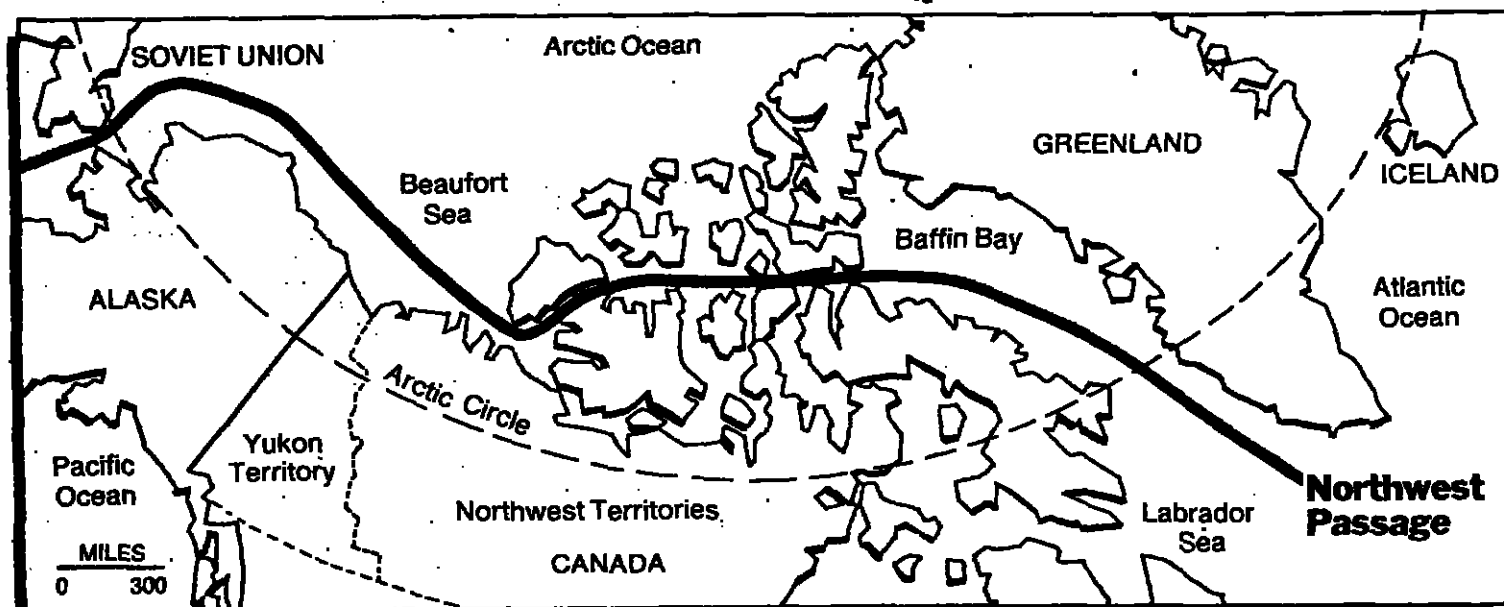 SOVIET UNION
Arctic Ocean
GREENLAND
ICELAND
Beaufort
Sea
Baffin Bay
ALASKA
Atlantic
Ocean
Arctic Circle
Yukon
Territory
Pacific
Ocean
Northwest Territories
CANADA
Labrador
Sea
Northwest
Passage
MILES
0 300